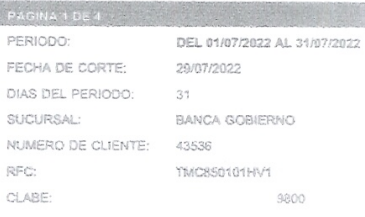 PAGINA 1 DE 4
PERIODO: DEL 01/07/2022 AL 31/07/2022
FECHA DE CORTE: 29/07/2022
DIAS DEL PERIODO: 31
SUCURSAL: BANCA GOBIERNO
NUMERO DE CLIENTE: 43536
RFC: TMC850101HV1
CLABE: 9800